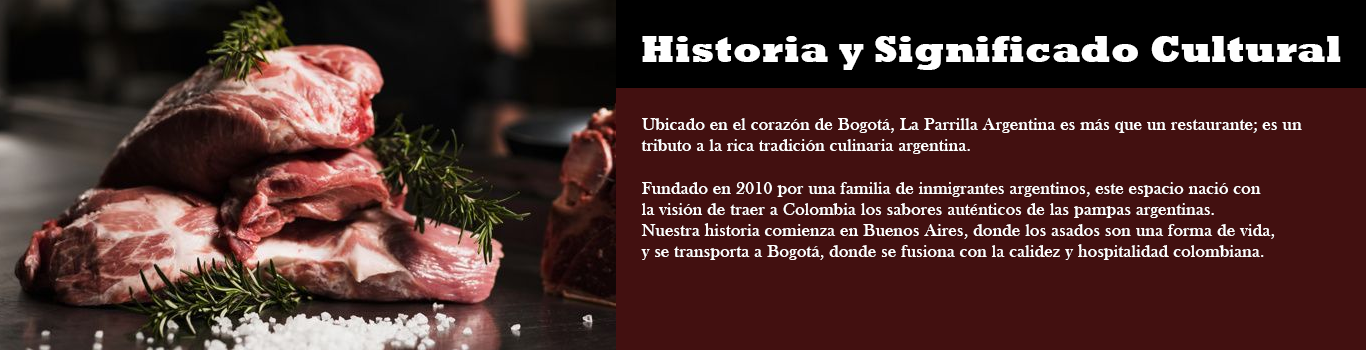 Historia y Significado Cultural
Ubicado en el corazón de Bogotá, La Parrilla Argentina es más que un restaurante; es un
tributo a la rica tradición culinaria argentina.
Fundado en 2010 por una familia de inmigrantes argentinos, este espacio nació con
la visión de traer a Colombia los sabores auténticos de las pampas argentinas.
Nuestra historia comienza en Buenos Aires, donde los asados son una forma de vida,
y se transporta a Bogotá, donde se fusiona con la calidez y hospitalidad colombiana.